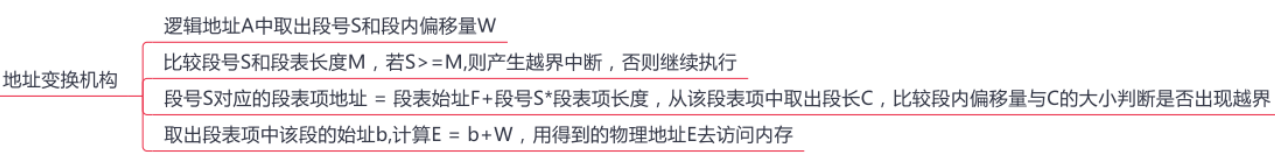 逻辑地址A中取出段号S和段内偏移量W
比较段号S和段表长度M，若S>=M,则产生越界中断，否则继续执行
地址变换机构
段号S对应的段表项地址 = 段表始址F+段号S*段表项长度，从该段表项中取出段长C，比较段内偏移量与C的大小判断是否出现越界
取出段表项中该段的始址b,计算E = b+W，用得到的物理地址E去访问内存